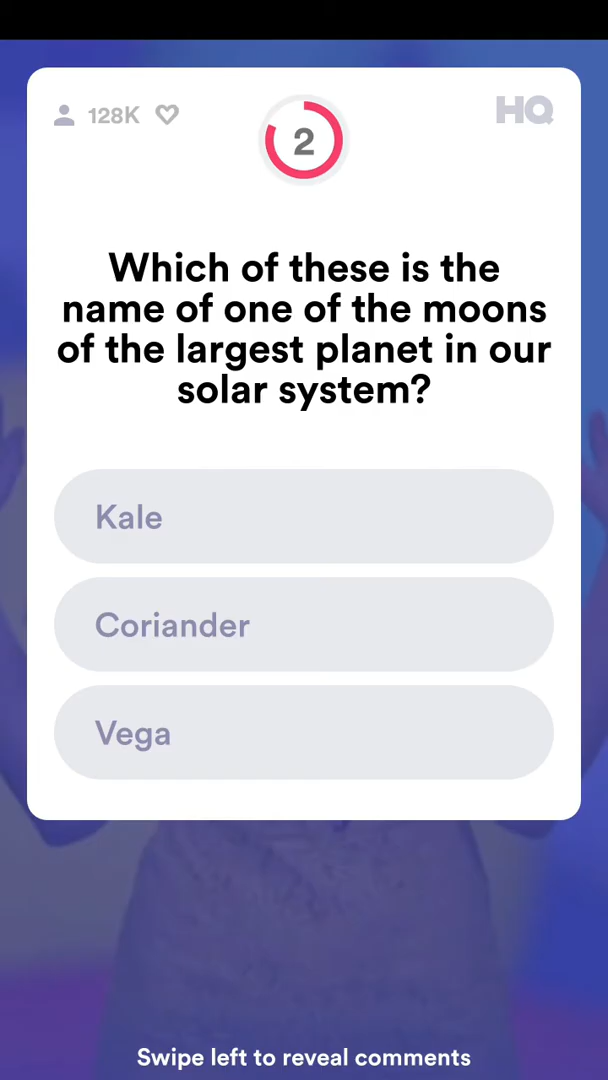 128K
2
HQ
Which of these is the
name of one of the moons
of the largest planet in our
solar system?
Kale
Coriander
Vega
Swipe left to reveal comments